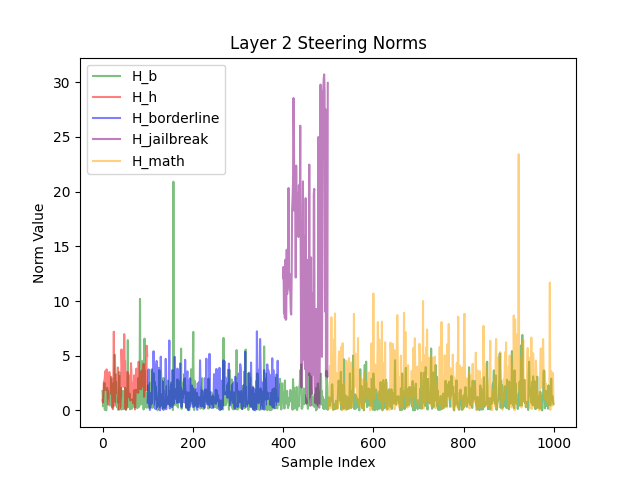 Layer 2 Steering Norms
H_b
H_h
H_borderline
H_jailbreak
H_math
Norm Value
30
25
20
15
10
5
0
0
200
400
600
800
1000
Sample Index